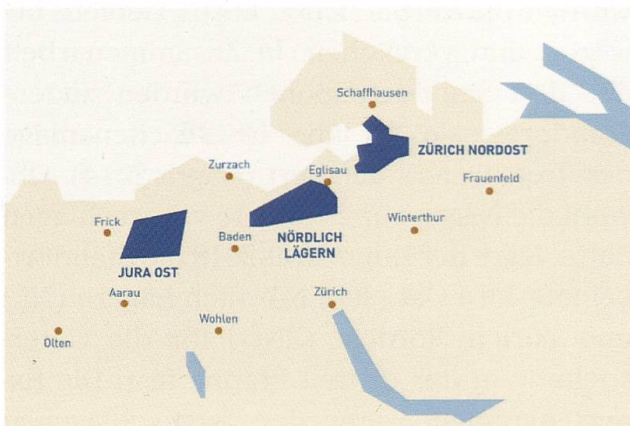 Schaffhausen
ZÜRICH NORDOST
Zurzach
Eglisau
Frauenfeld
Frick
Baden
NÖRDLICH
LÄGERN
Winterthur
JURA OST
Aarau
Wohlen
Zürich
Olten